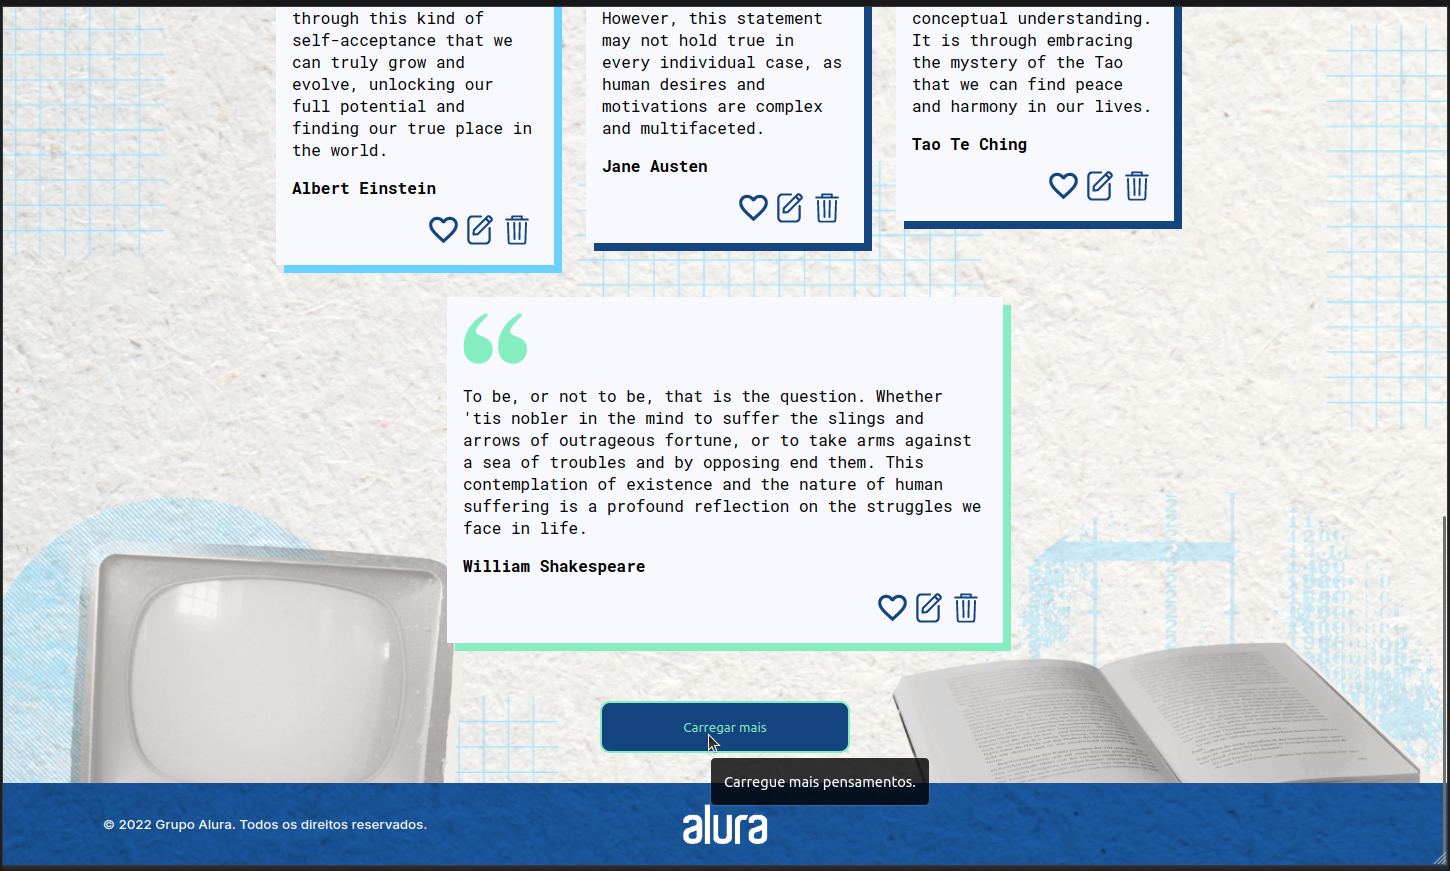 through this kind of
self-acceptance that we
can truly grow and
evolve, unlocking our
full potential and
finding our true place in
the world.
Albert Einstein
However, this statement
may not hold true in
every individual case, as
human desires and
motivations are complex
and multifaceted.
Jane Austen
conceptual understanding.
It is through embracing
the mystery of the Tao
that we can find peace
and harmony in our lives.
Tao Te Ching
To be, or not to be, that is the question. Whether
'tis nobler in the mind to suffer the slings and
arrows of outrageous fortune, or to take arms against
a sea of troubles and by opposing end them. This
contemplation of existence and the nature of human
suffering is a profound reflection on the struggles we
face in life.
William Shakespeare
Carregar mais
Carregue mais pensamentos.
© 2022 Grupo Alura. Todos os direitos reservados.
alura